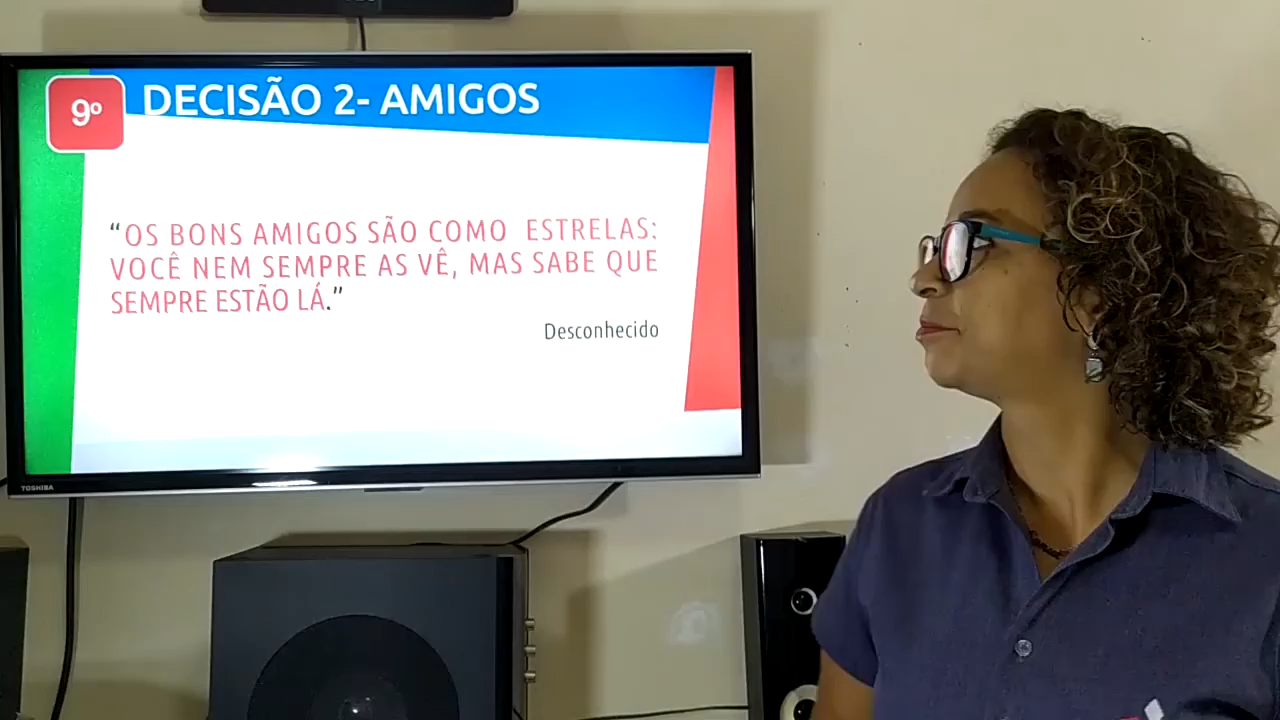 9º
DECISÃO 2- AMIGOS
“OS BONS AMIGOS SÃO COMO ESTRELAS:
VOCÊ NEM SEMPRE AS VÊ, MAS SABE QUE
SEMPRE ESTÃO LÁ.”
Desconhecido
TOSHIBA